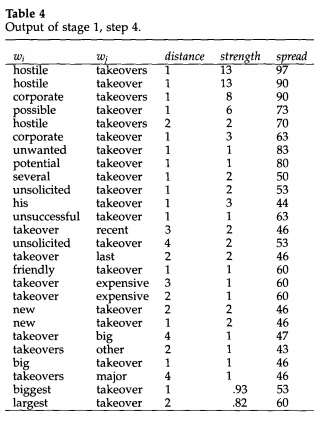 Table 4
Output of stage 1, step 4.
wi wj distance strength spread
hostile takeovers 1 13 97
hostile takeover 1 13 90
corporate takeovers 1 8 90
possible takeover 1 6 73
hostile takeovers 2 2 70
corporate takeover 1 3 63
unwanted takeover 1 1 83
potential takeover 1 1 80
several takeover 1 2 50
unsolicited takeover 1 2 53
his takeover 1 3 44
unsuccessful takeover 1 1 63
takeover recent 3 2 46
unsolicited takeover 4 2 53
takeover last 2 2 46
friendly takeover 1 1 60
takeover expensive 3 1 60
takeover expensive 2 1 60
new takeover 2 2 46
new takeover 1 2 46
takeover big 4 1 47
takeovers other 2 1 43
big takeover 1 1 46
takeovers major 4 1 46
biggest takeover 1 .93 53
largest takeover 2 .82 60